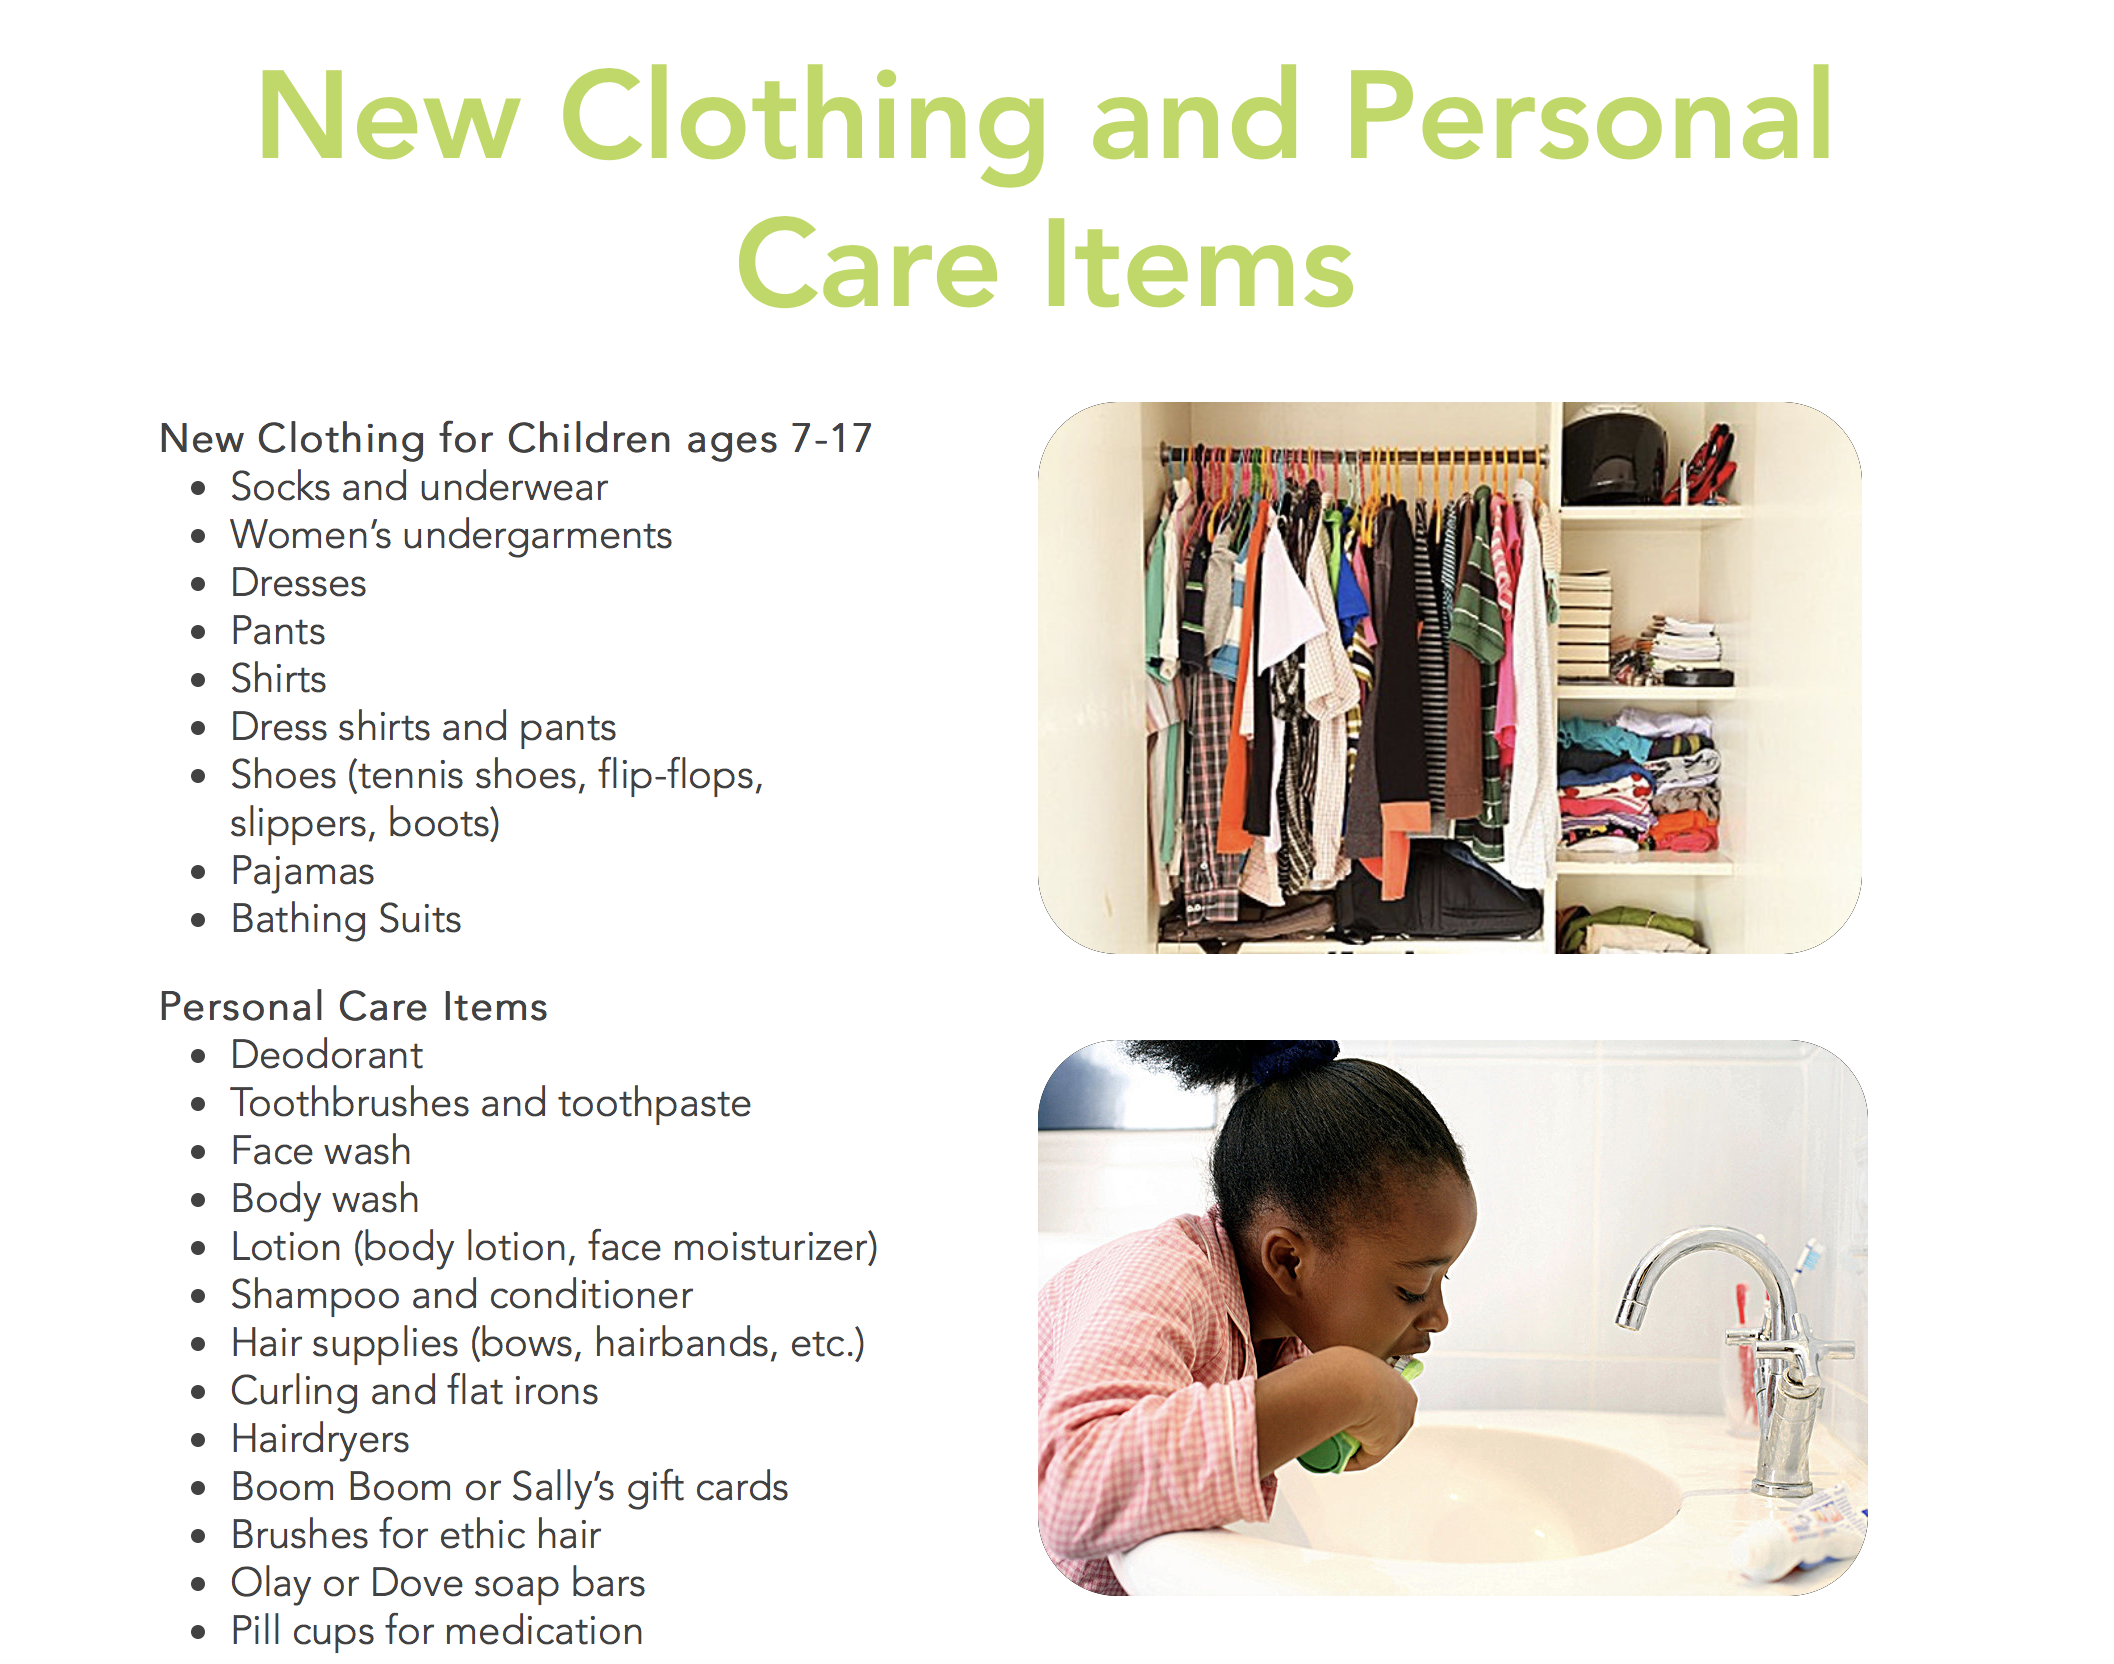 New Clothing and Personal
Care Items
New Clothing for Children ages 7-17
• Socks and underwear
• Women’s undergarments
• Dresses
• Pants
• Shirts
• Dress shirts and pants
• Shoes (tennis shoes, flip-flops,
slippers, boots)
• Pajamas
• Bathing Suits
Personal Care Items
• Deodorant
• Toothbrushes and toothpaste
• Face wash
• Body wash
• Lotion (body lotion, face moisturizer)
• Shampoo and conditioner
• Hair supplies (bows, hairbands, etc.)
• Curling and flat irons
• Hairdryers
• Boom Boom or Sally’s gift cards
• Brushes for ethic hair
• Olay or Dove soap bars
• Pill cups for medication